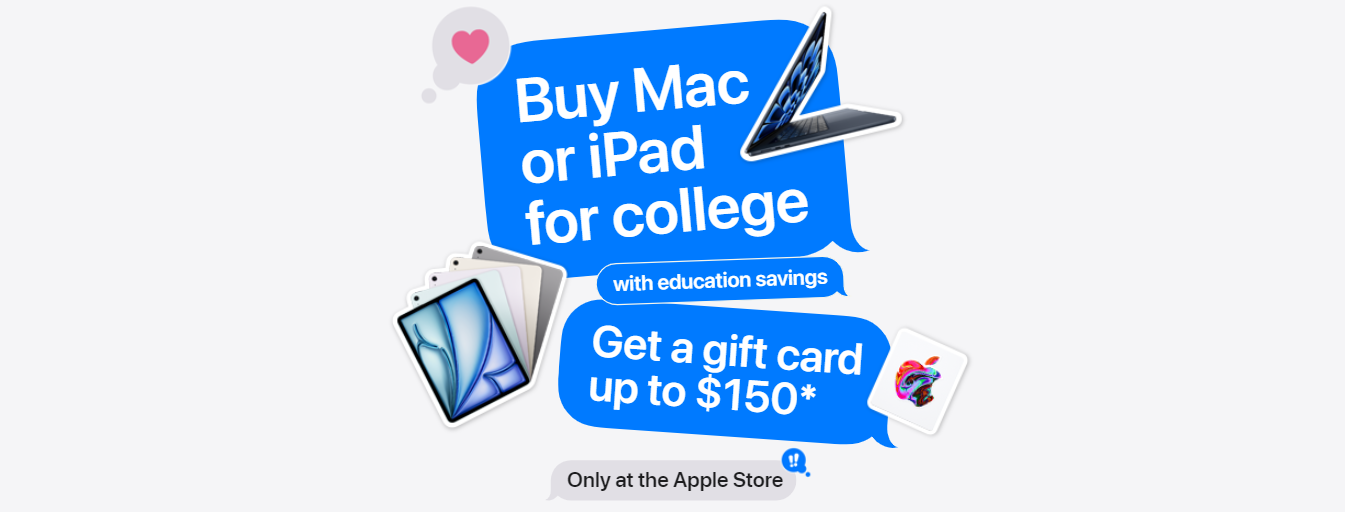 Buy Mac
or iPad
for college
with education savings
Get a gift card
up to $150*
!!
Only at the Apple Store